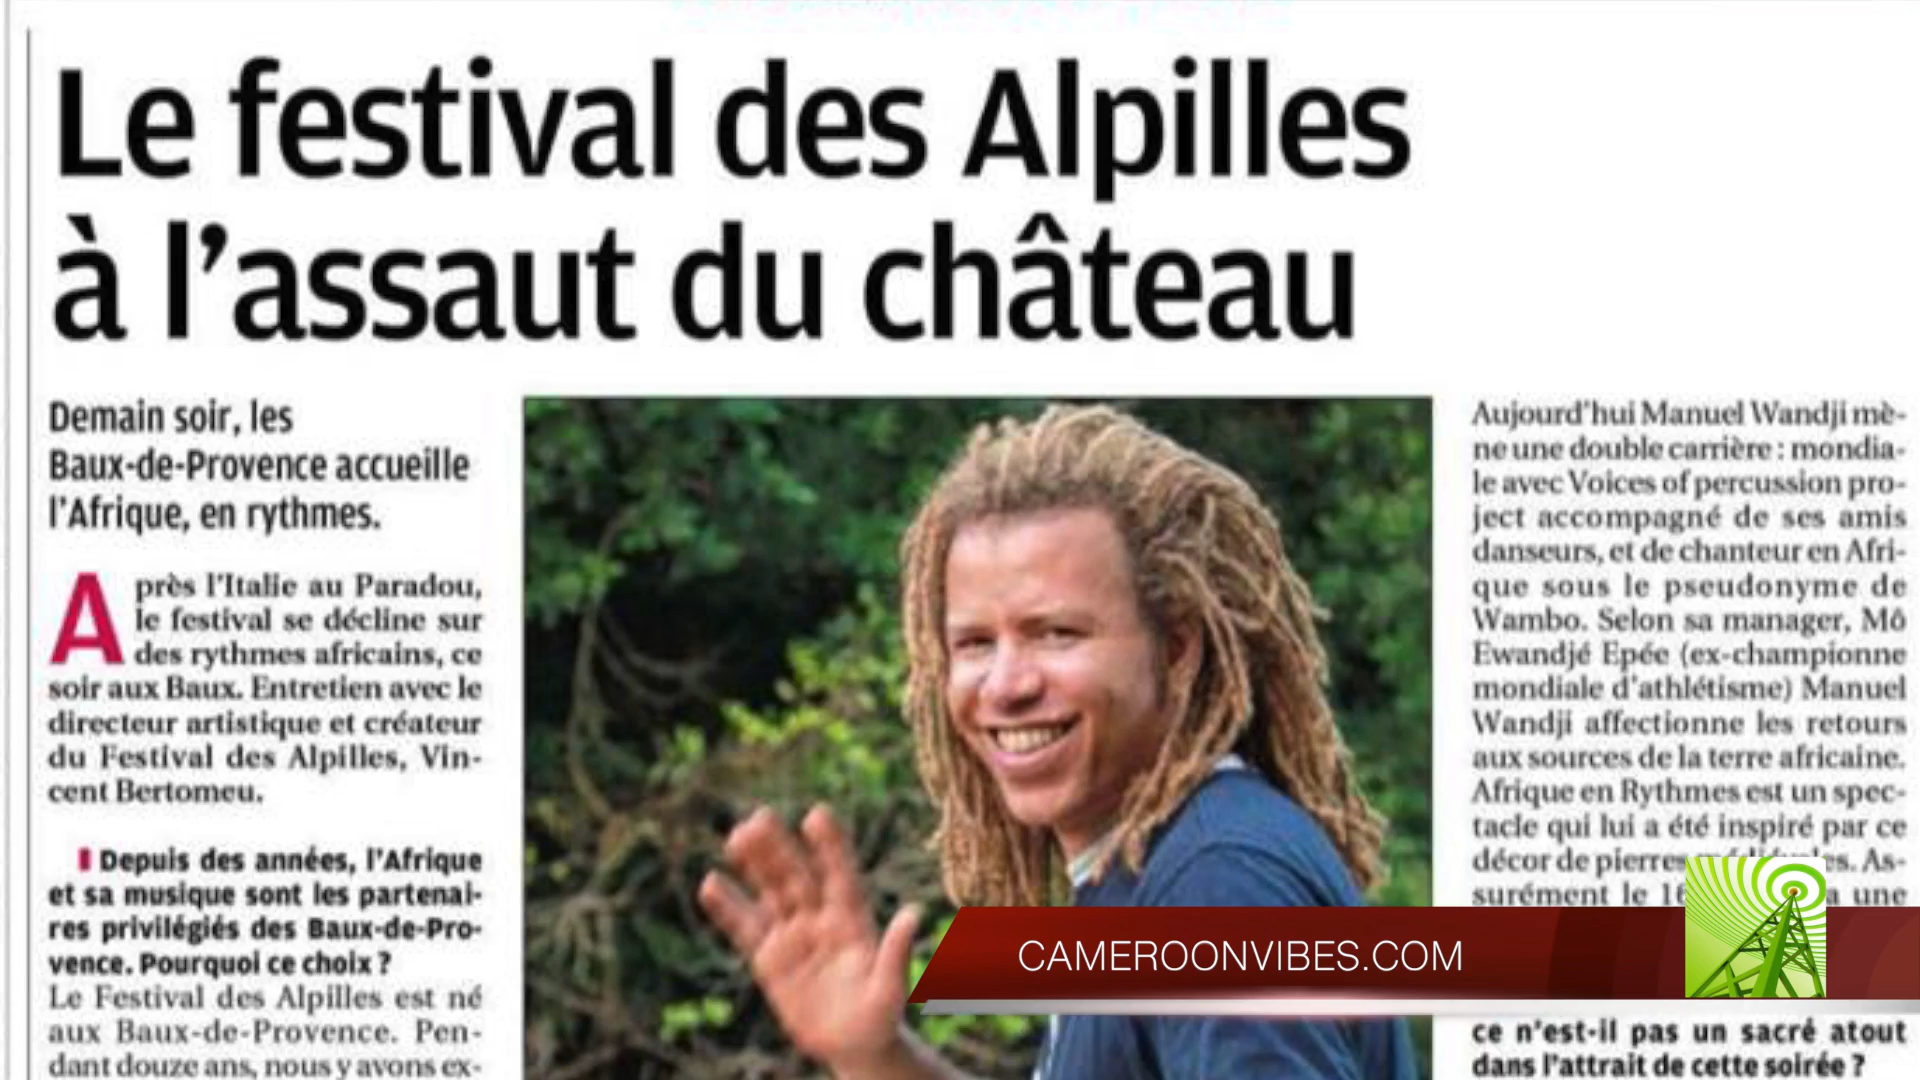 Le festival des Alpilles
à l'assaut du château
Demain soir, les
Baux-de-Provence accueille
l'Afrique, en rythmes.
Après l'Italie au Paradou,
le festival se décline sur
des rythmes africains, ce
soir aux Baux. Entretien avec le
directeur artistique et créateur
du Festival des Alpilles, Vin-
cent Bertomeu.
Depuis des années, l'Afrique
et sa musique sont les partenai-
res privilégiés des Baux-de-Pro-
vence. Pourquoi ce choix ?
Le Festival des Alpilles est né
aux Baux-de-Provence. Pen-
dant douze ans, nous y avons ex-
Aujourd'hui Manuel Wandji mè-
ne une double carrière : mondia-
le avec Voices of percussion pro-
ject accompagné de ses amis
danseurs, et de chanteur en Afri-
que sous le pseudonyme de
Wambo. Selon sa manager, Mô
Ewandjé Epée (ex-championne
mondiale d'athlétisme) Manuel
Wandji affectionne les retours
aux sources de la terre africaine.
Afrique en Rythmes est un spec-
tacle qui lui a été inspiré par ce
décor de pierres As-
surément le une
CAMEROONVIBES.COM
ce n'est-il pas un sacré atout
dans l'attrait de cette soirée ?